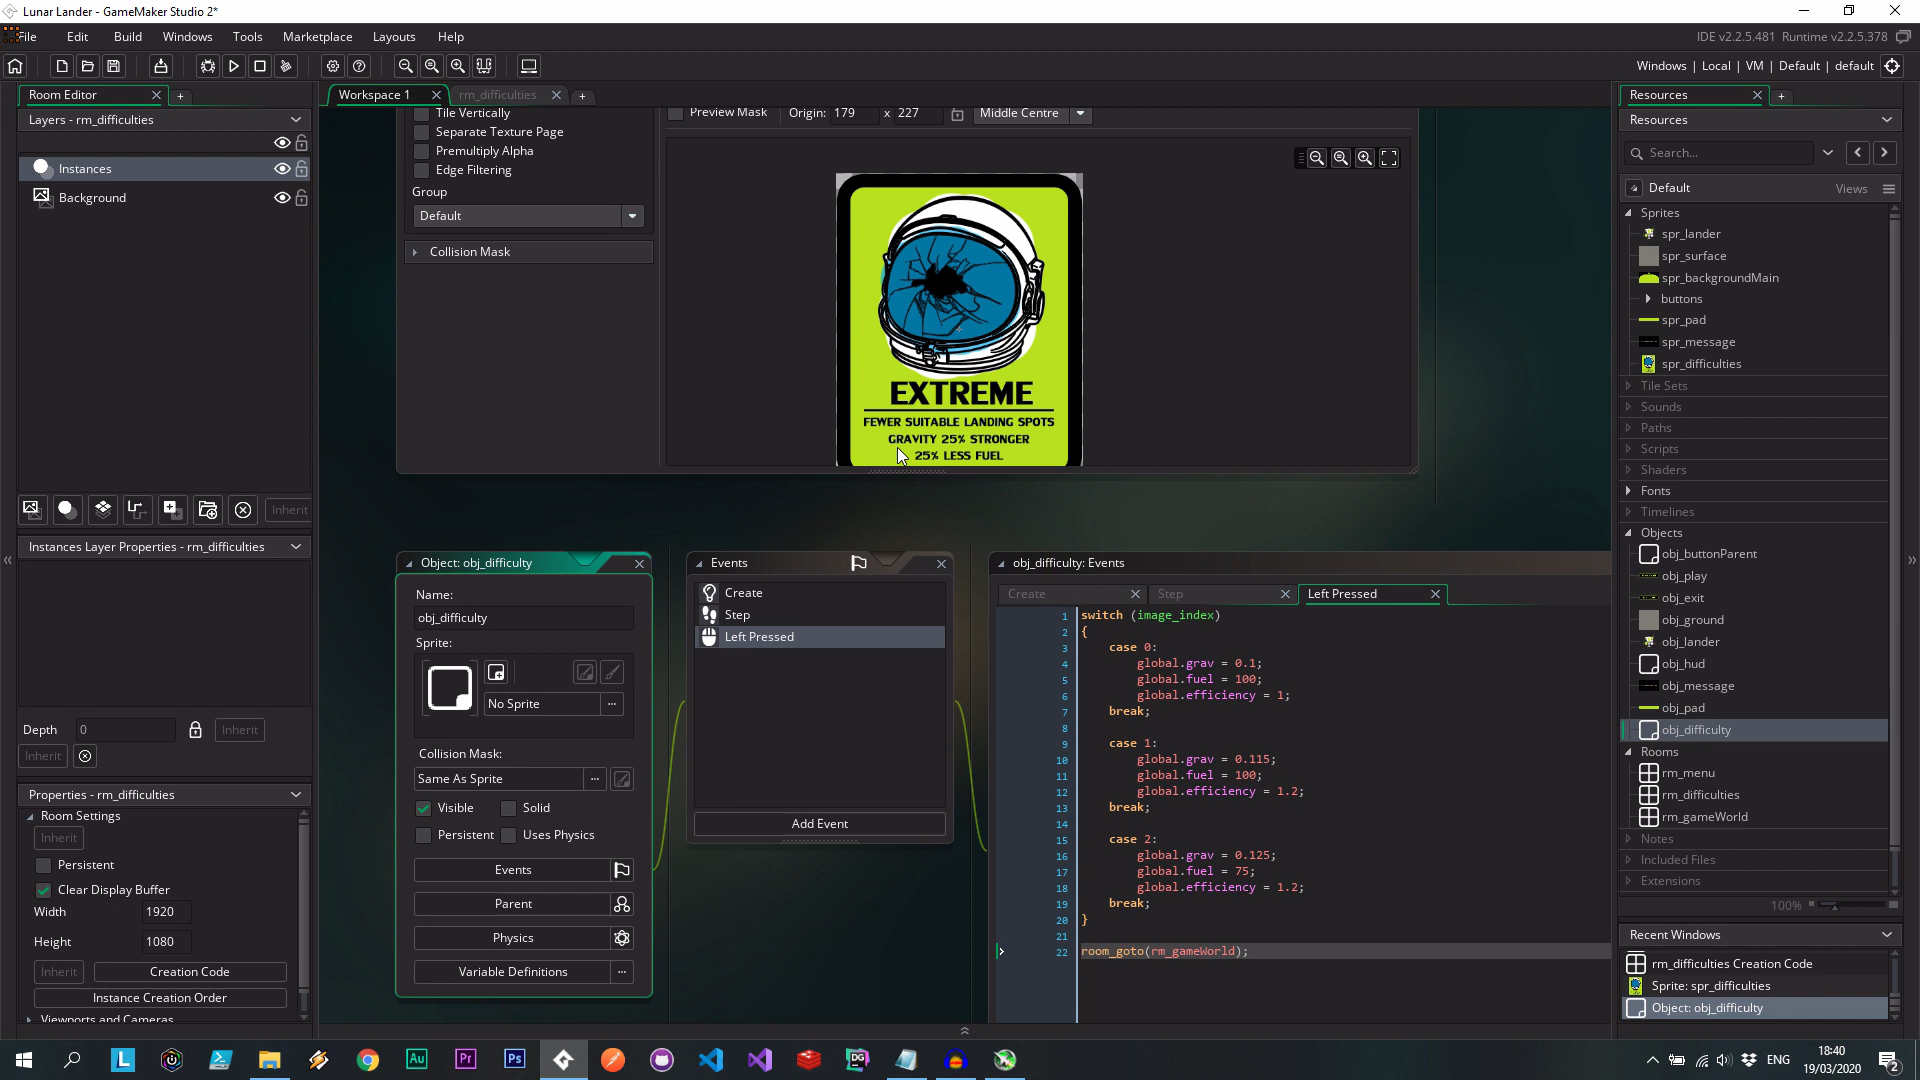 Lunar Lander - GameMaker Studio 2*
File Edit Build Windows Tools Marketplace Layouts Help
IDE v2.2.5.481 Runtime v2.2.5.378
Windows | Local | VM | Default | default
Room Editor
Layers - rm_difficulties
Instances
Background
Inherit
Instances Layer Properties - rm_difficulties
Depth 0 Inherit
Inherit
Properties - rm_difficulties
Room Settings
Inherit
Persistent
Clear Display Buffer
Width 1920
Height 1080
Inherit Creation Code
Instance Creation Order
Viewports and Cameras
Workspace 1
rm_difficulties
Tile Vertically
Separate Texture Page
Premultiply Alpha
Edge Filtering
Group
Default
Collision Mask
Preview Mask Origin: 179 x 227 Middle Centre
EXTREME
FEWER SUITABLE LANDING SPOTS
GRAVITY 25% STRONGER
25% LESS FUEL
Object: obj_difficulty
Name:
obj_difficulty
Sprite:
No Sprite
...
Collision Mask:
Same As Sprite
...
Visible Solid
Persistent Uses Physics
Events
Parent
Physics
Variable Definitions
...
Events
Create
Step
Left Pressed
Add Event
obj_difficulty: Events
Create Step Left Pressed
1 switch (image_index)
2 {
3 case 0:
4 global.grav = 0.1;
5 global.fuel = 100;
6 global.efficiency = 1;
7 break;
8
9 case 1:
10 global.grav = 0.115;
11 global.fuel = 100;
12 global.efficiency = 1.2;
13 break;
14
15 case 2:
16 global.grav = 0.125;
17 global.fuel = 75;
18 global.efficiency = 1.2;
19 break;
20 }
21
22 room_goto(rm_gameWorld);
Resources
Resources
Search...
Default Views
Sprites
spr_lander
spr_surface
spr_backgroundMain
buttons
spr_pad
spr_message
spr_difficulties
Tile Sets
Sounds
Paths
Scripts
Shaders
Fonts
Timelines
Objects
obj_buttonParent
obj_play
obj_exit
obj_ground
obj_lander
obj_hud
obj_message
obj_pad
obj_difficulty
Rooms
rm_menu
rm_difficulties
rm_gameWorld
Notes
Included Files
Extensions
100%
Recent Windows
rm_difficulties Creation Code
Sprite: spr_difficulties
Object: obj_difficulty
L Au Pr Ps DG
ENG
18:40
19/03/2020
2